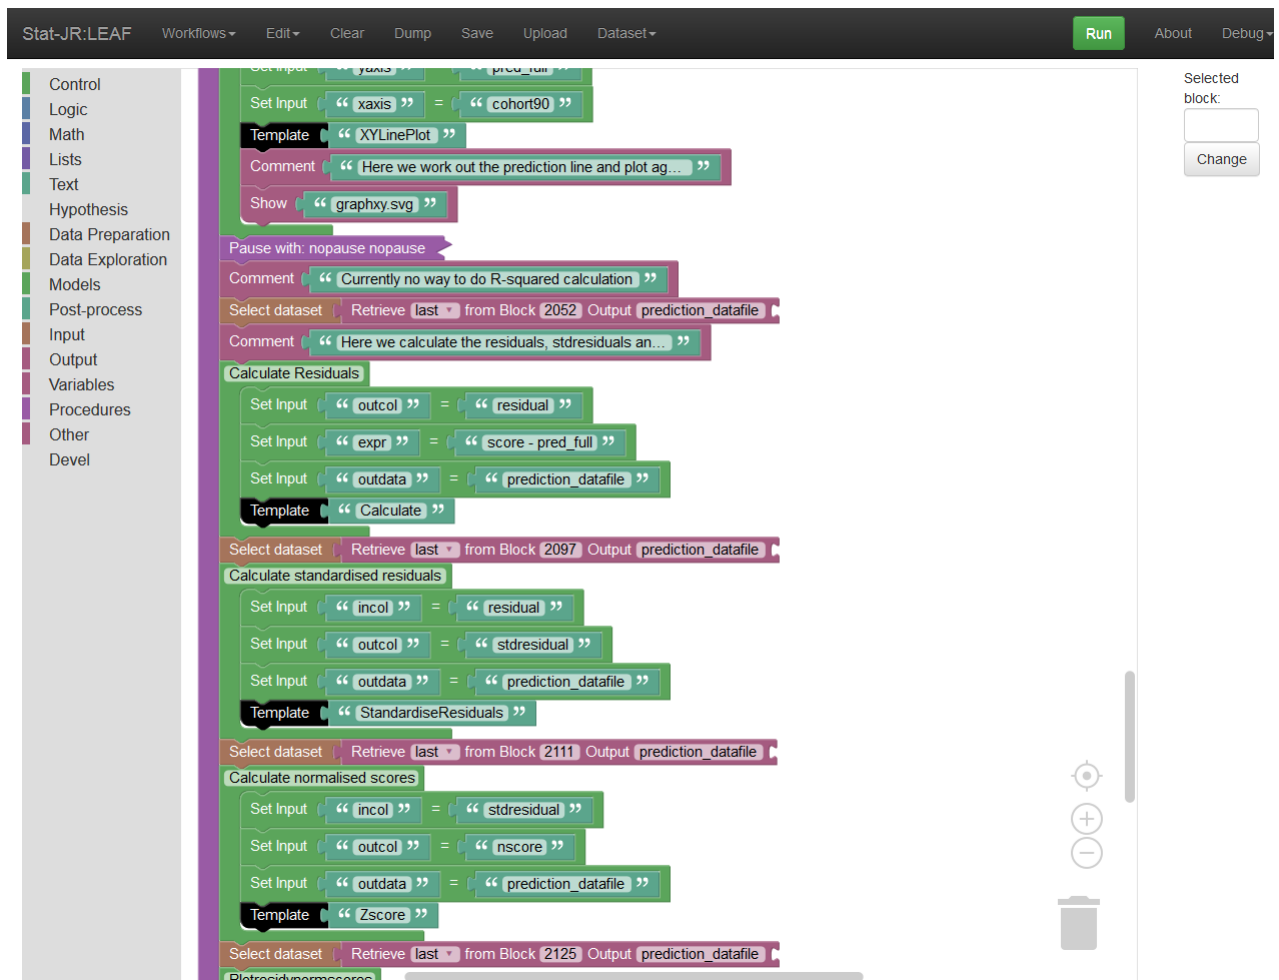 Stat-JR:LEAF Workflows Edit Clear Dump Save Upload Dataset Run About Debug
Control
Logic
Math
Lists
Text
Hypothesis
Data Preparation
Data Exploration
Models
Post-process
Input
Output
Variables
Procedures
Other
Devel
Set Input “ yaxis ” = “ pred_full ”
Set Input “ xaxis ” = “ cohort90 ”
Template “ XYLinePlot ”
Comment “ Here we work out the prediction line and plot ag... ”
Show “ graphxy.svg ”
Pause with: nopause nopause
Comment “ Currently no way to do R-squared calculation ”
Select dataset Retrieve last from Block 2052 Output prediction_datafile
Comment “ Here we calculate the residuals, stdresiduals an... ”
Calculate Residuals
Set Input “ outcol ” = “ residual ”
Set Input “ expr ” = “ score - pred_full ”
Set Input “ outdata ” = “ prediction_datafile ”
Template “ Calculate ”
Select dataset Retrieve last from Block 2097 Output prediction_datafile
Calculate standardised residuals
Set Input “ incol ” = “ residual ”
Set Input “ outcol ” = “ stdresidual ”
Set Input “ outdata ” = “ prediction_datafile ”
Template “ StandardiseResiduals ”
Select dataset Retrieve last from Block 2111 Output prediction_datafile
Calculate normalised scores
Set Input “ incol ” = “ stdresidual ”
Set Input “ outcol ” = “ nscore ”
Set Input “ outdata ” = “ prediction_datafile ”
Template “ Zscore ”
Select dataset Retrieve last from Block 2125 Output prediction_datafile
Selected
block:
Change